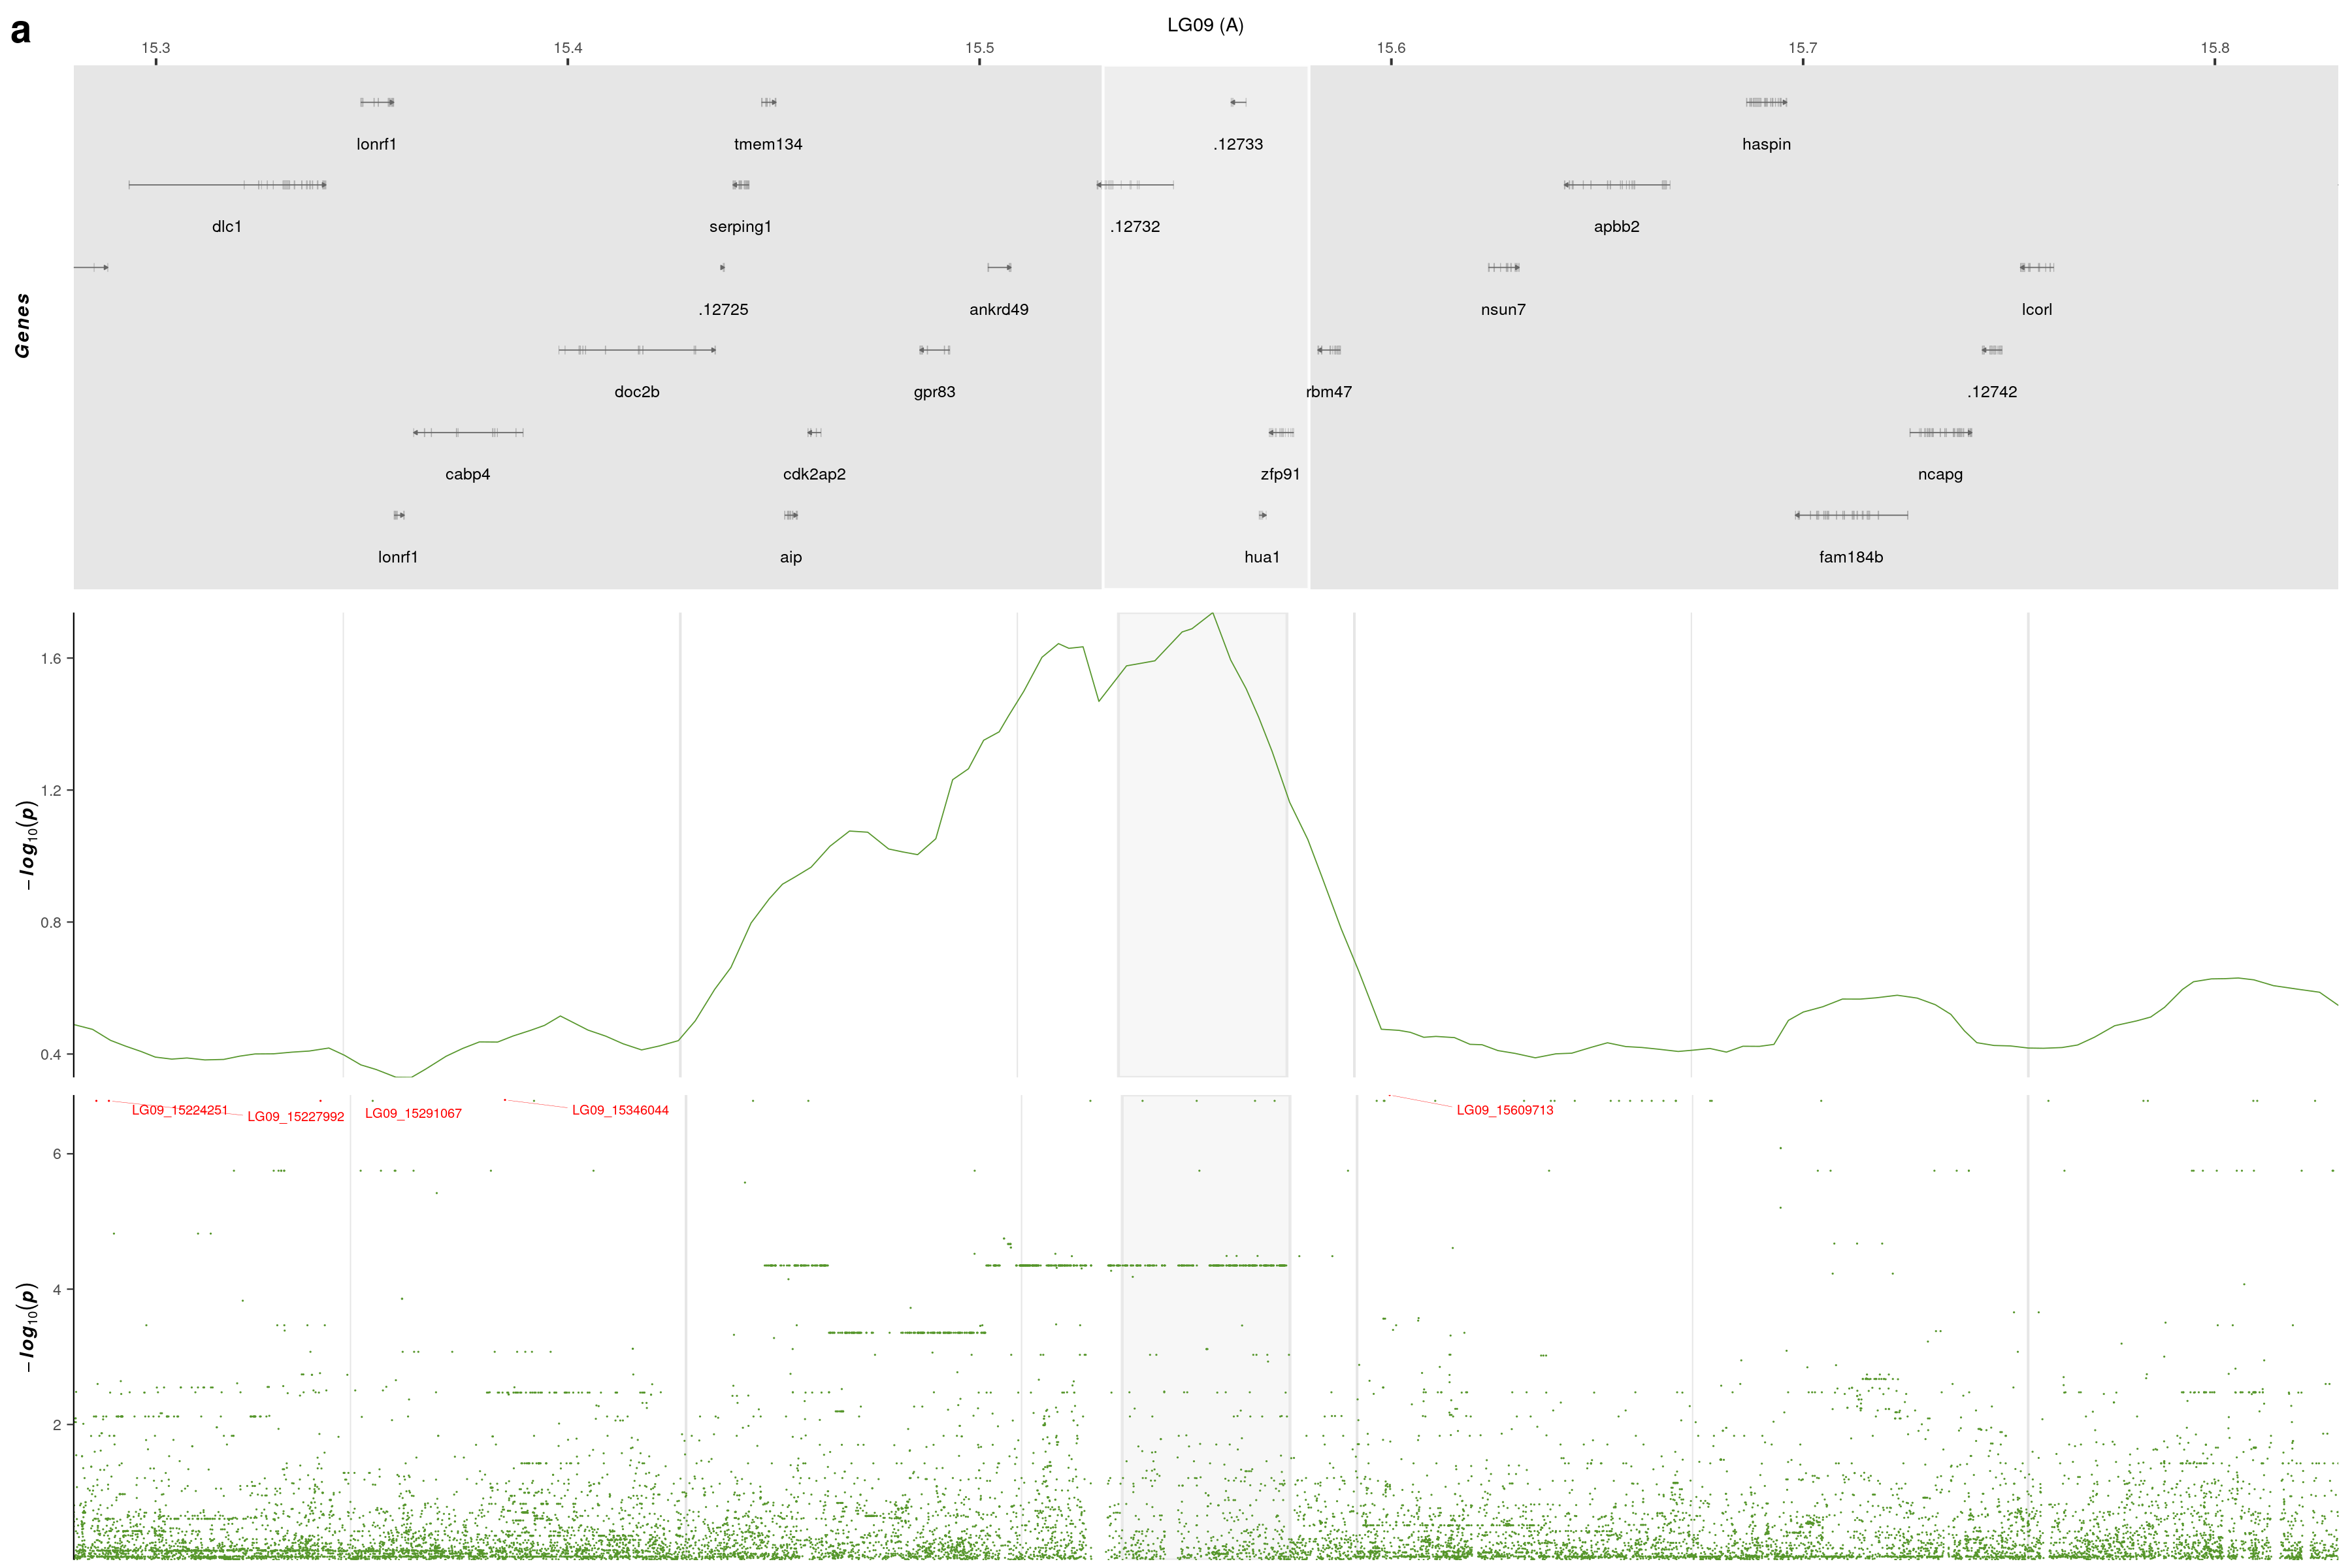 a
LG09 (A)
15.3 15.4 15.5 15.6 15.7 15.8
Genes
lonrf1 tmem134 .12733 haspin
dlc1 serping1 .12732 apbb2
.12725 ankrd49 nsun7 lcorl
doc2b gpr83 rbm47 .12742
cabp4 cdk2ap2 zfp91 ncapg
lonrf1 aip hua1 fam184b
−log10(p)
1.6
1.2
0.8
0.4
−log10(p)
LG09_15224251 LG09_15227992 LG09_15291067 LG09_15346044 LG09_15609713
6
4
2